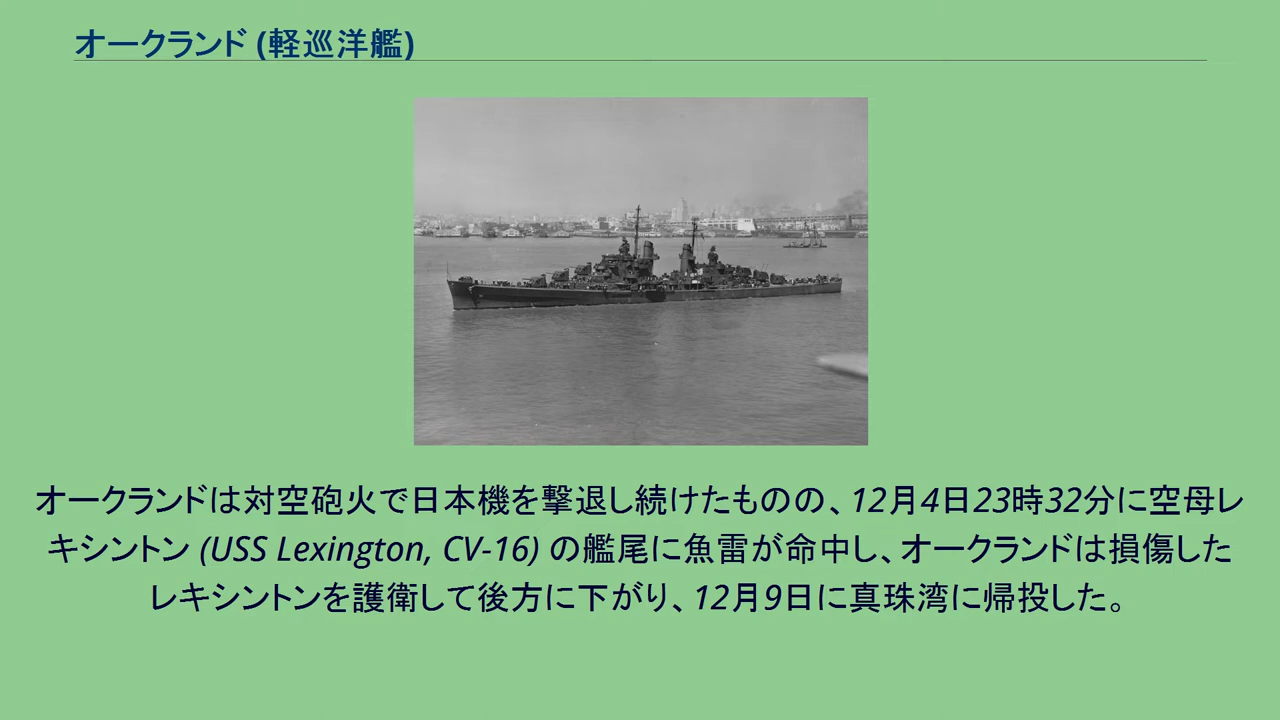 オークランド (軽巡洋艦)
オークランドは対空砲火で日本機を撃退し続けたものの、12月4日23時32分に空母レ
キシントン (USS Lexington, CV-16) の艦尾に魚雷が命中し、オークランドは損傷した
レキシントンを護衛して後方に下がり、12月9日に真珠湾に帰投した。